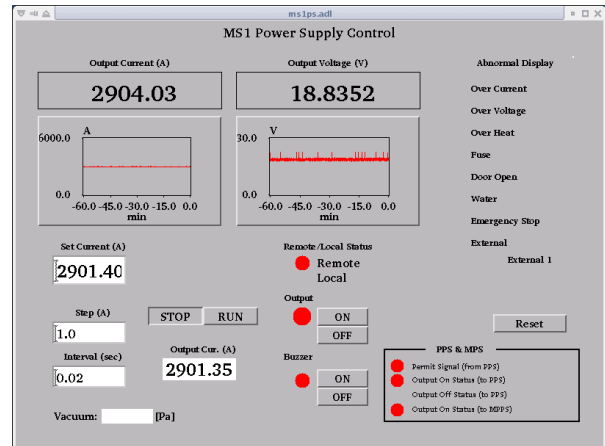 ms1ps.adl
MS1 Power Supply Control
Output Current (A)
Output Voltage (V)
Abnormal Display
2904.03
18.8352
Over Current
Over Voltage
Over Heat
Fuse
Door Open
Water
Emergency Stop
External
External 1
A
6000.0
0.0
-60.0 -45.0 -30.0 -15.0 0.0
min
V
30.0
0.0
-60.0 -45.0 -30.0 -15.0 0.0
min
Set Current (A)
2901.40
Remote/Local Status
Remote
Local
Step (A)
1.0
STOP
RUN
Output
ON
OFF
Reset
Interval (sec)
0.02
Output Cur. (A)
2901.35
Buzzer
ON
OFF
PPS & MPS
Permit Signal (from PPS)
Output On Status (to PPS)
Output Off Status (to PPS)
Output On Status (to MPPS)
Vacuum:
[Pa]